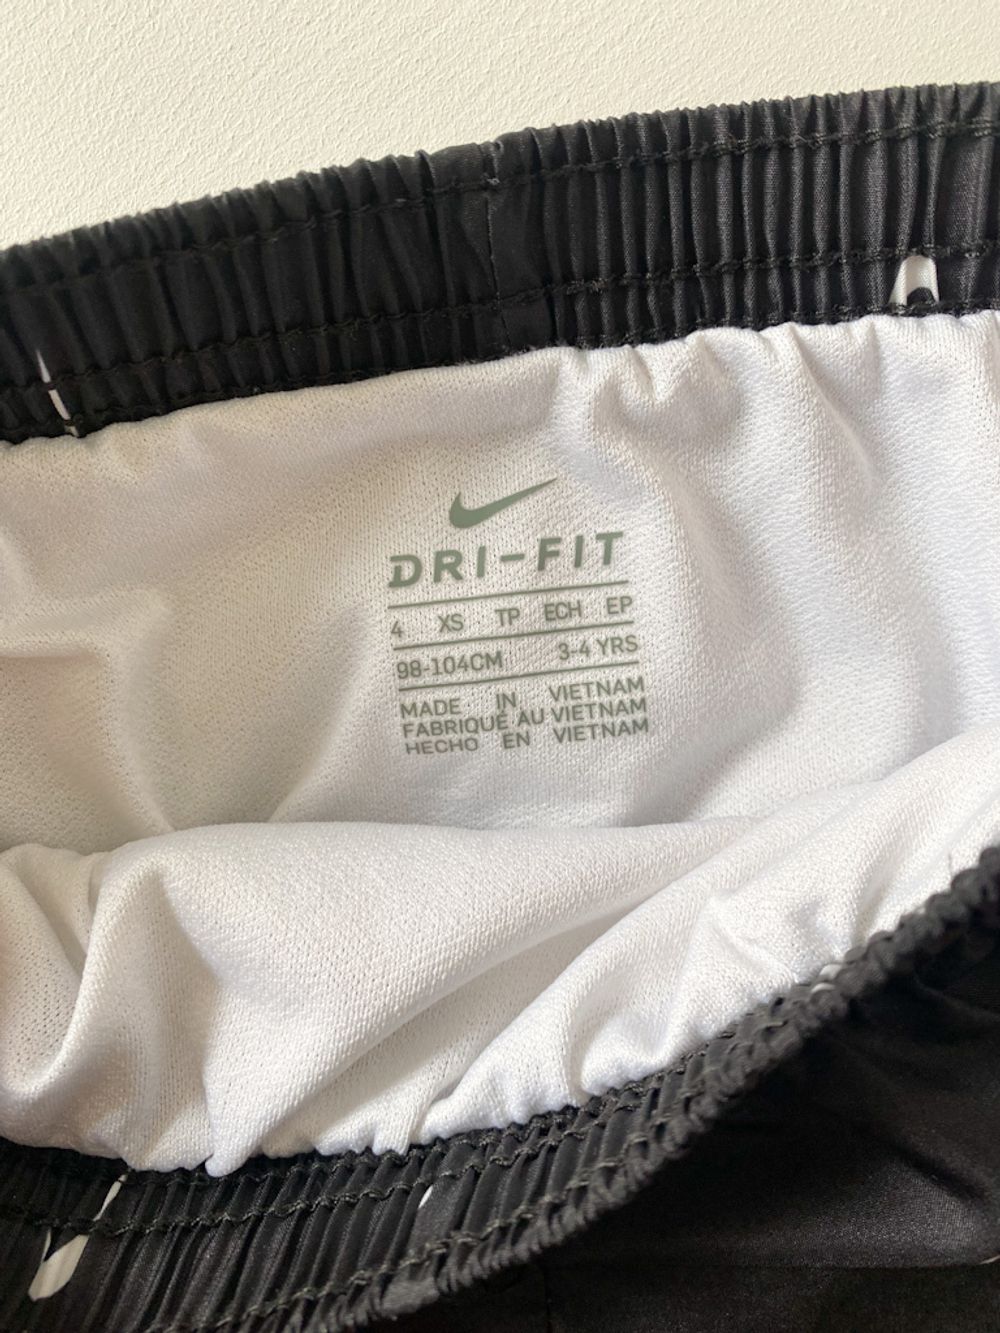 DRI-FIT
4 XS TP ECH EP
98-104CM 3-4 YRS
MADE IN VIETNAM
FABRIQUÉ AU VIETNAM
HECHO EN VIETNAM